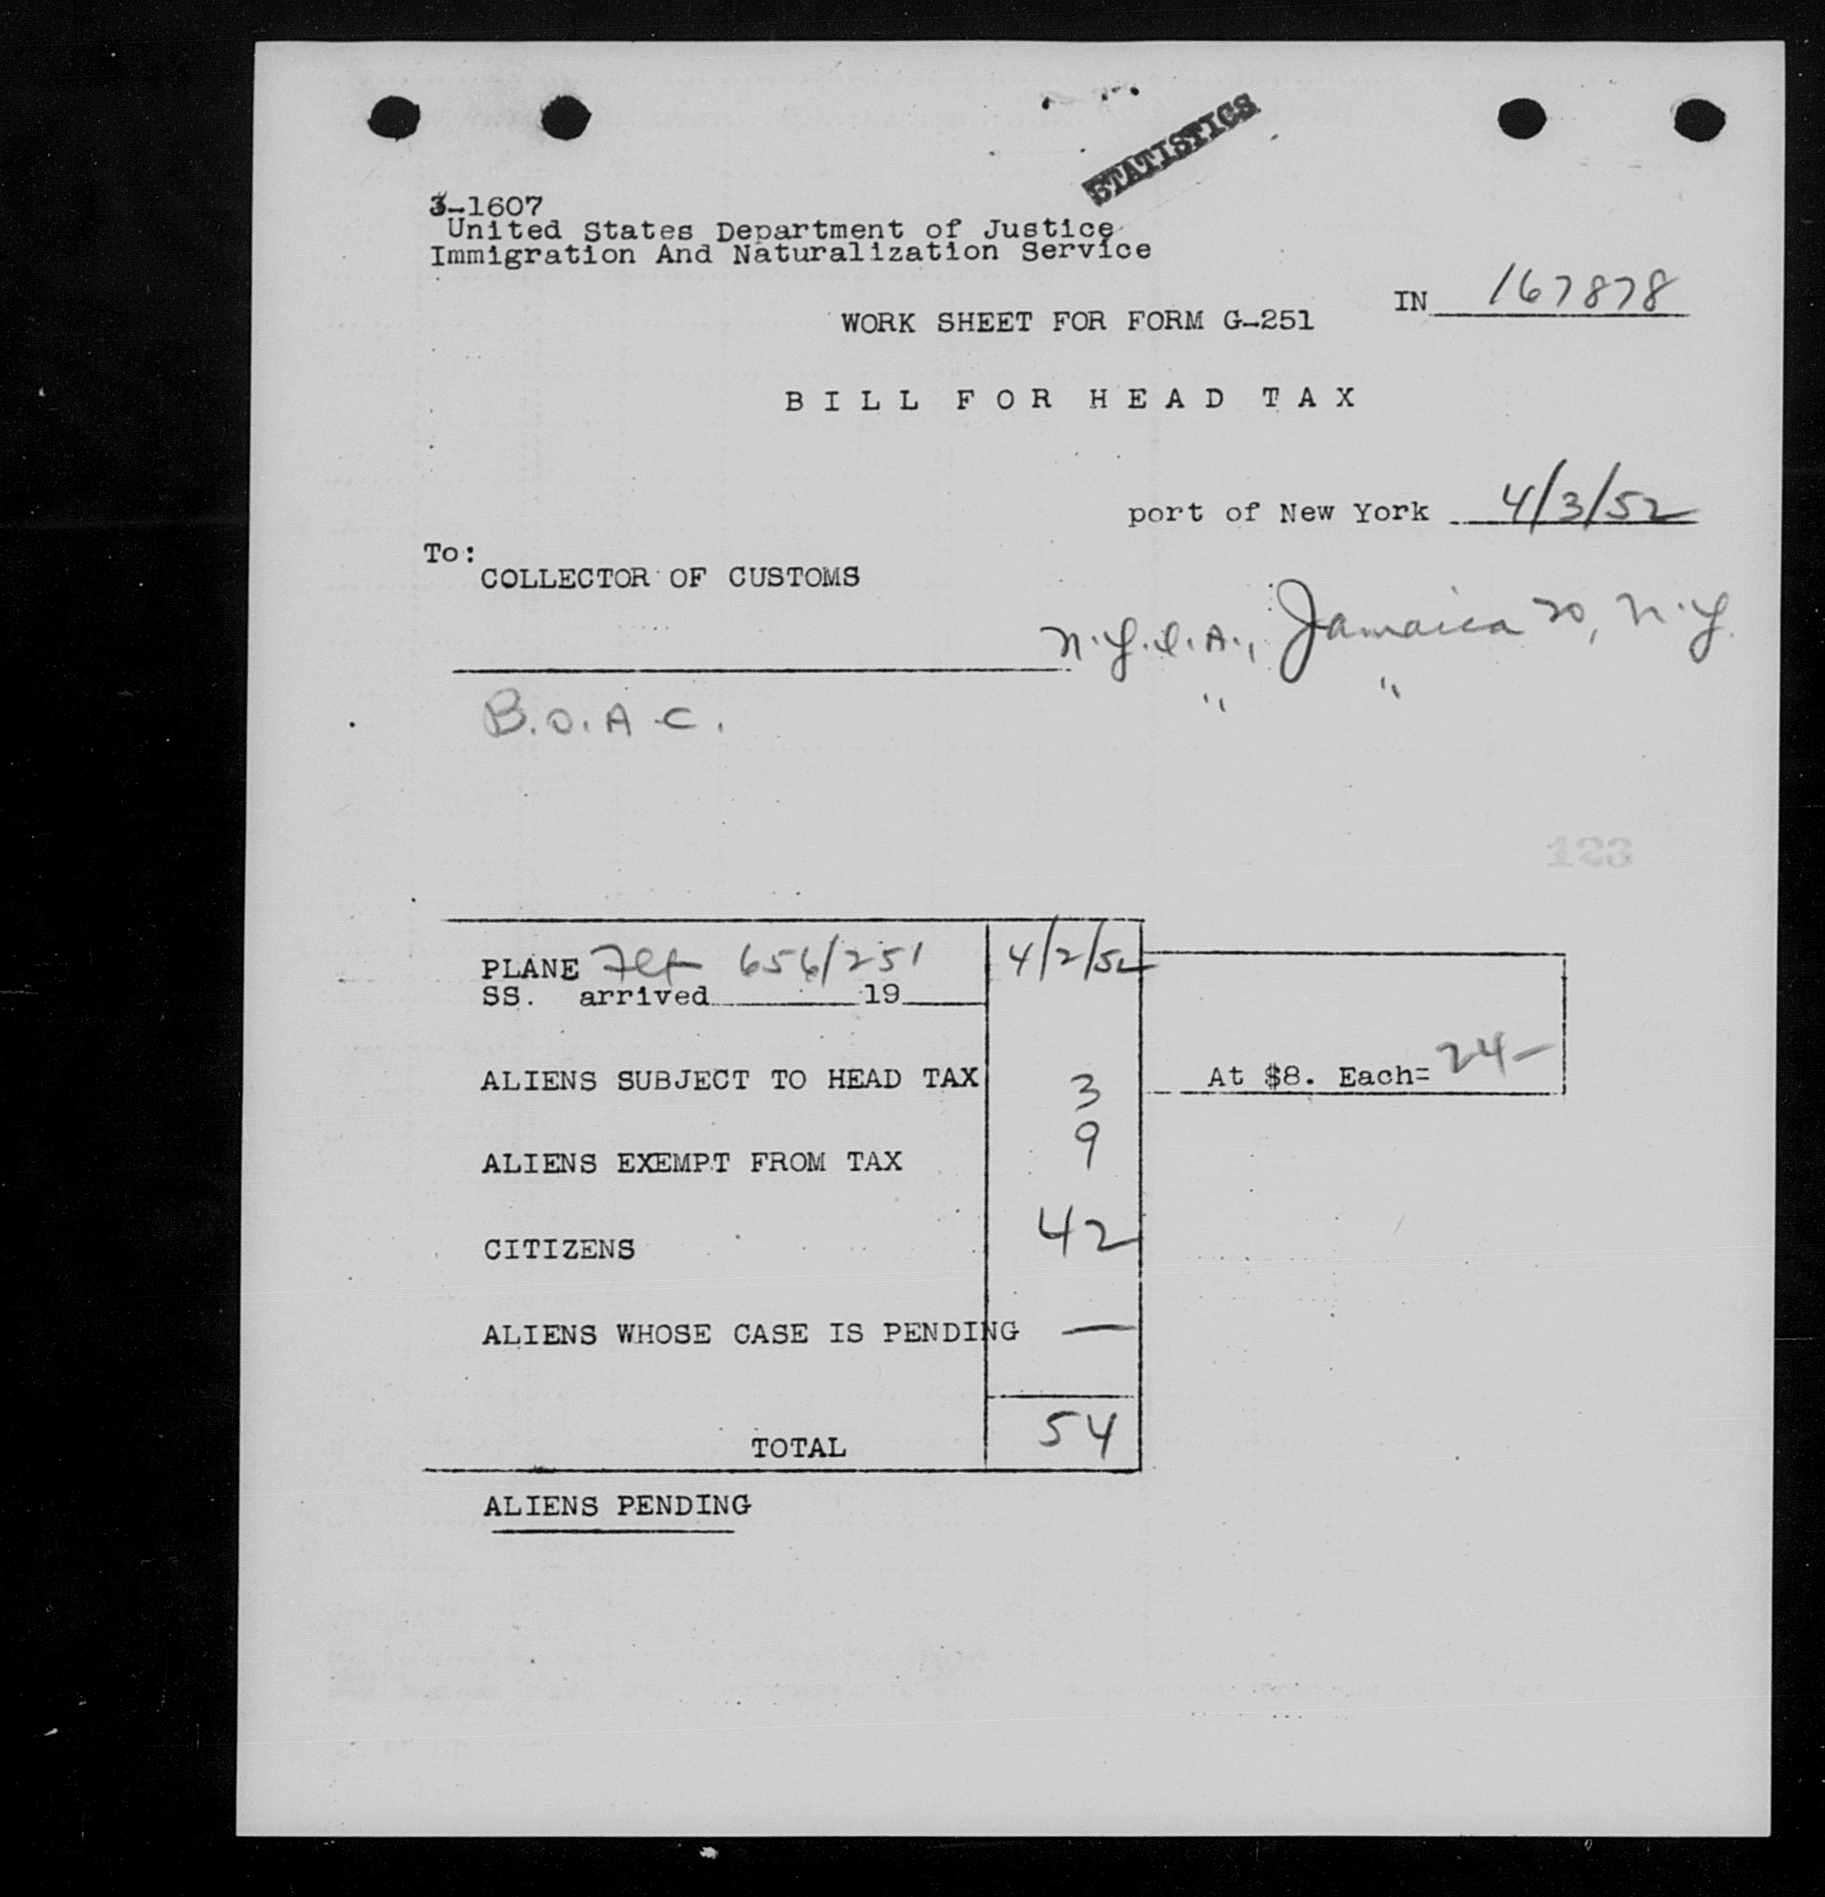 STATISTICS
3-1607
United States Department of Justice
Immigration And Naturalization Service
IN 167878
WORK SHEET FOR FORM G-251
BILL FOR HEAD TAX
port of New York 4/3/52
To:
COLLECTOR OF CUSTOMS
N.Y.I.A., Jamaica 20, N.Y.
B.O.A.C. " "
123
PLANE Flt 656/251 4/2/52
SS. arrived 19
ALIENS SUBJECT TO HEAD TAX 3 At $8. Each= 24-
ALIENS EXEMPT FROM TAX 9
CITIZENS 42
ALIENS WHOSE CASE IS PENDING —
TOTAL 54
ALIENS PENDING